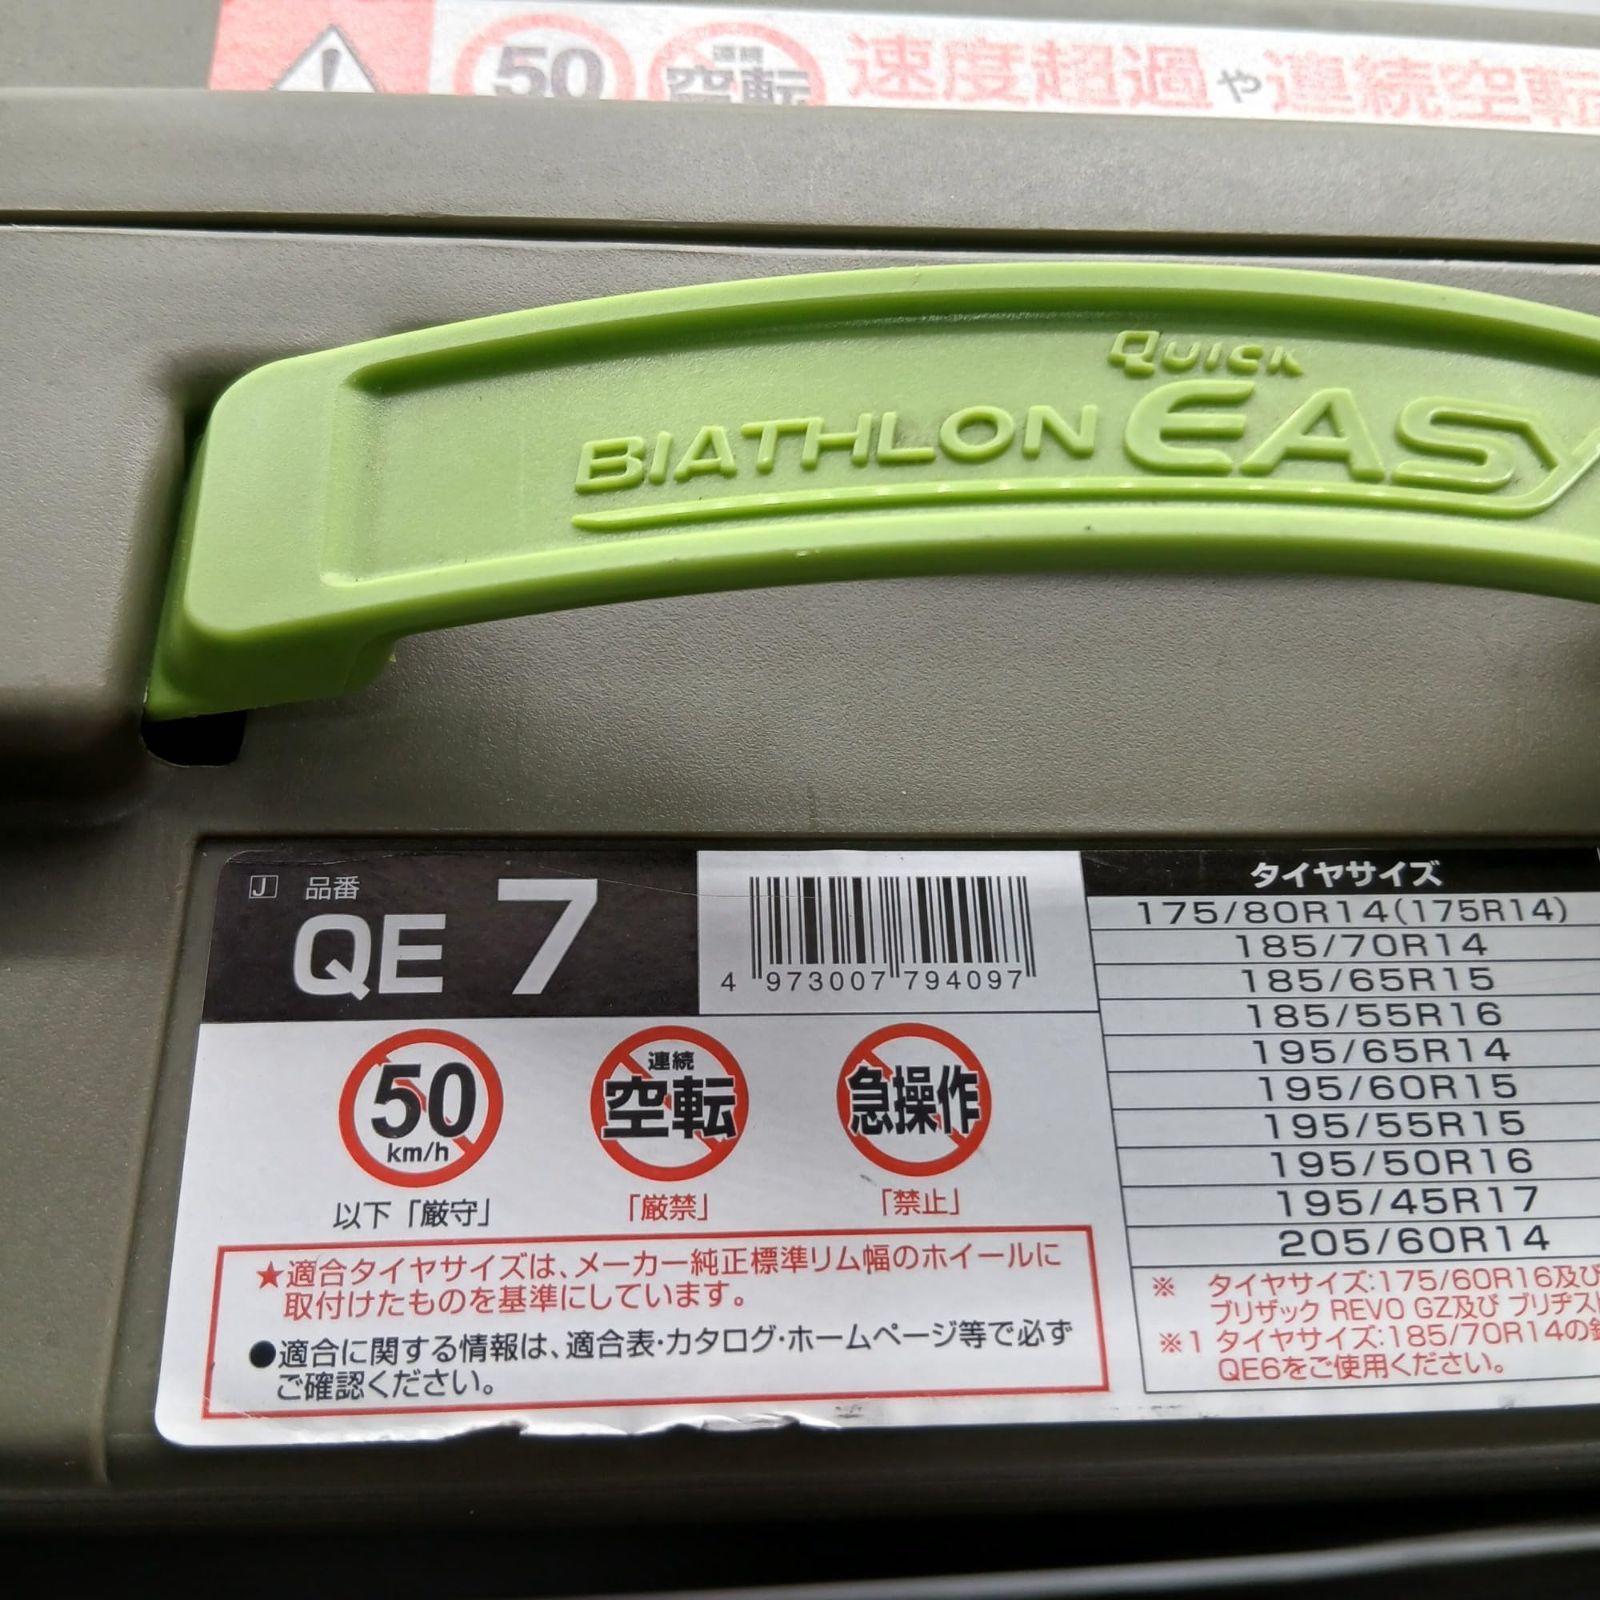 50
連続
空転
速度超過や連続空転
QUICK
BIATHLON EASY
J 品番
QE 7
4 973007 794097
50
km/h
以下「厳守」
連続
空転
「厳禁」
急操作
「禁止」
★適合タイヤサイズは、メーカー純正標準リム幅のホイールに
取付けたものを基準にしています。
●適合に関する情報は、適合表・カタログ・ホームページ等で必ず
ご確認ください。
タイヤサイズ
175/80R14(175R14)
185/70R14
185/65R15
185/55R16
195/65R14
195/60R15
195/55R15
195/50R16
195/45R17
205/60R14
※ タイヤサイズ:175/60R16及び
ブリザック REVO GZ及び ブリヂスト
※1 タイヤサイズ:185/70R14の
QE6をご使用ください。